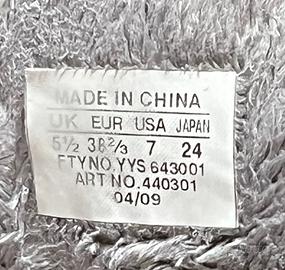 MADE IN CHINA
UK EUR USA JAPAN
5½ 38⅔ 7 24
FTYNO.YYS 643001
ART NO.440301
04/09